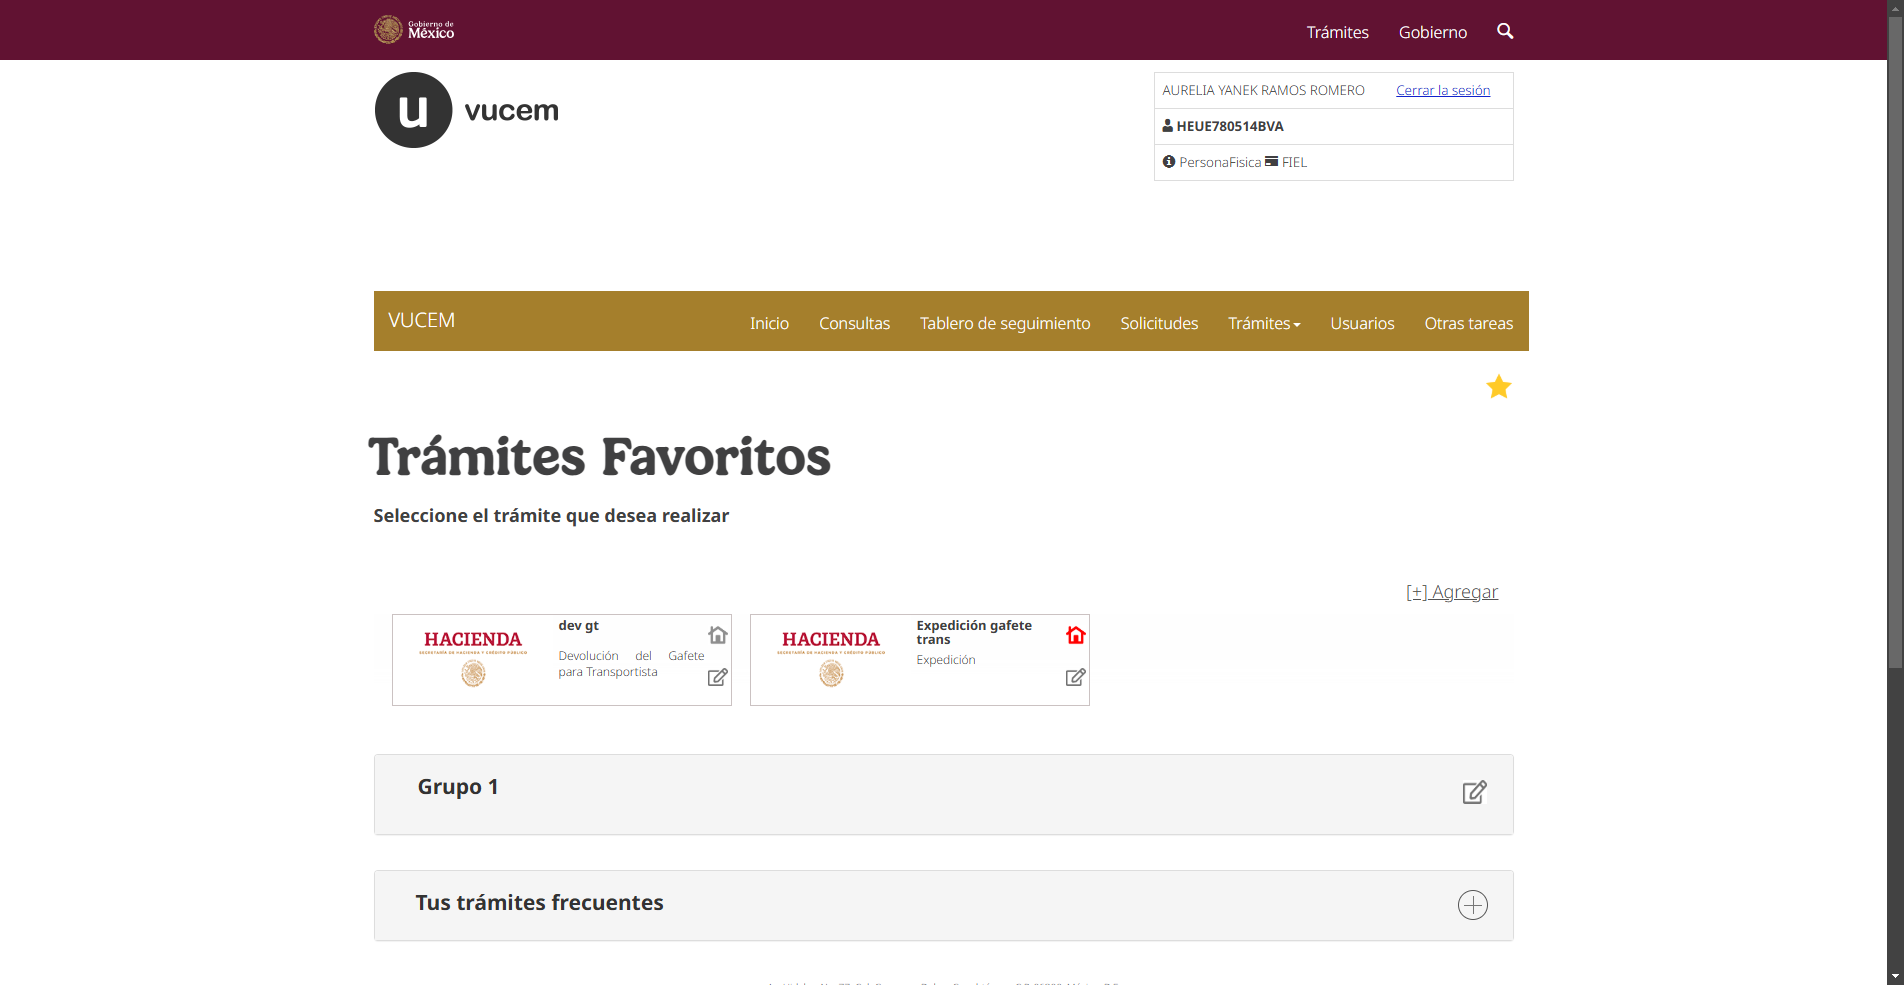 Gobierno de
México
Trámites Gobierno
u vucem
AURELIA YANEK RAMOS ROMERO Cerrar la sesión
HEUE780514BVA
PersonaFisica FIEL
VUCEM Inicio Consultas Tablero de seguimiento Solicitudes Trámites Usuarios Otras tareas
Trámites Favoritos
Seleccione el trámite que desea realizar
[+] Agregar
HACIENDA
SECRETARÍA DE HACIENDA Y CRÉDITO PÚBLICO
dev gt
Devolución del Gafete
para Transportista
HACIENDA
SECRETARÍA DE HACIENDA Y CRÉDITO PÚBLICO
Expedición gafete
trans
Expedición
Grupo 1
Tus trámites frecuentes